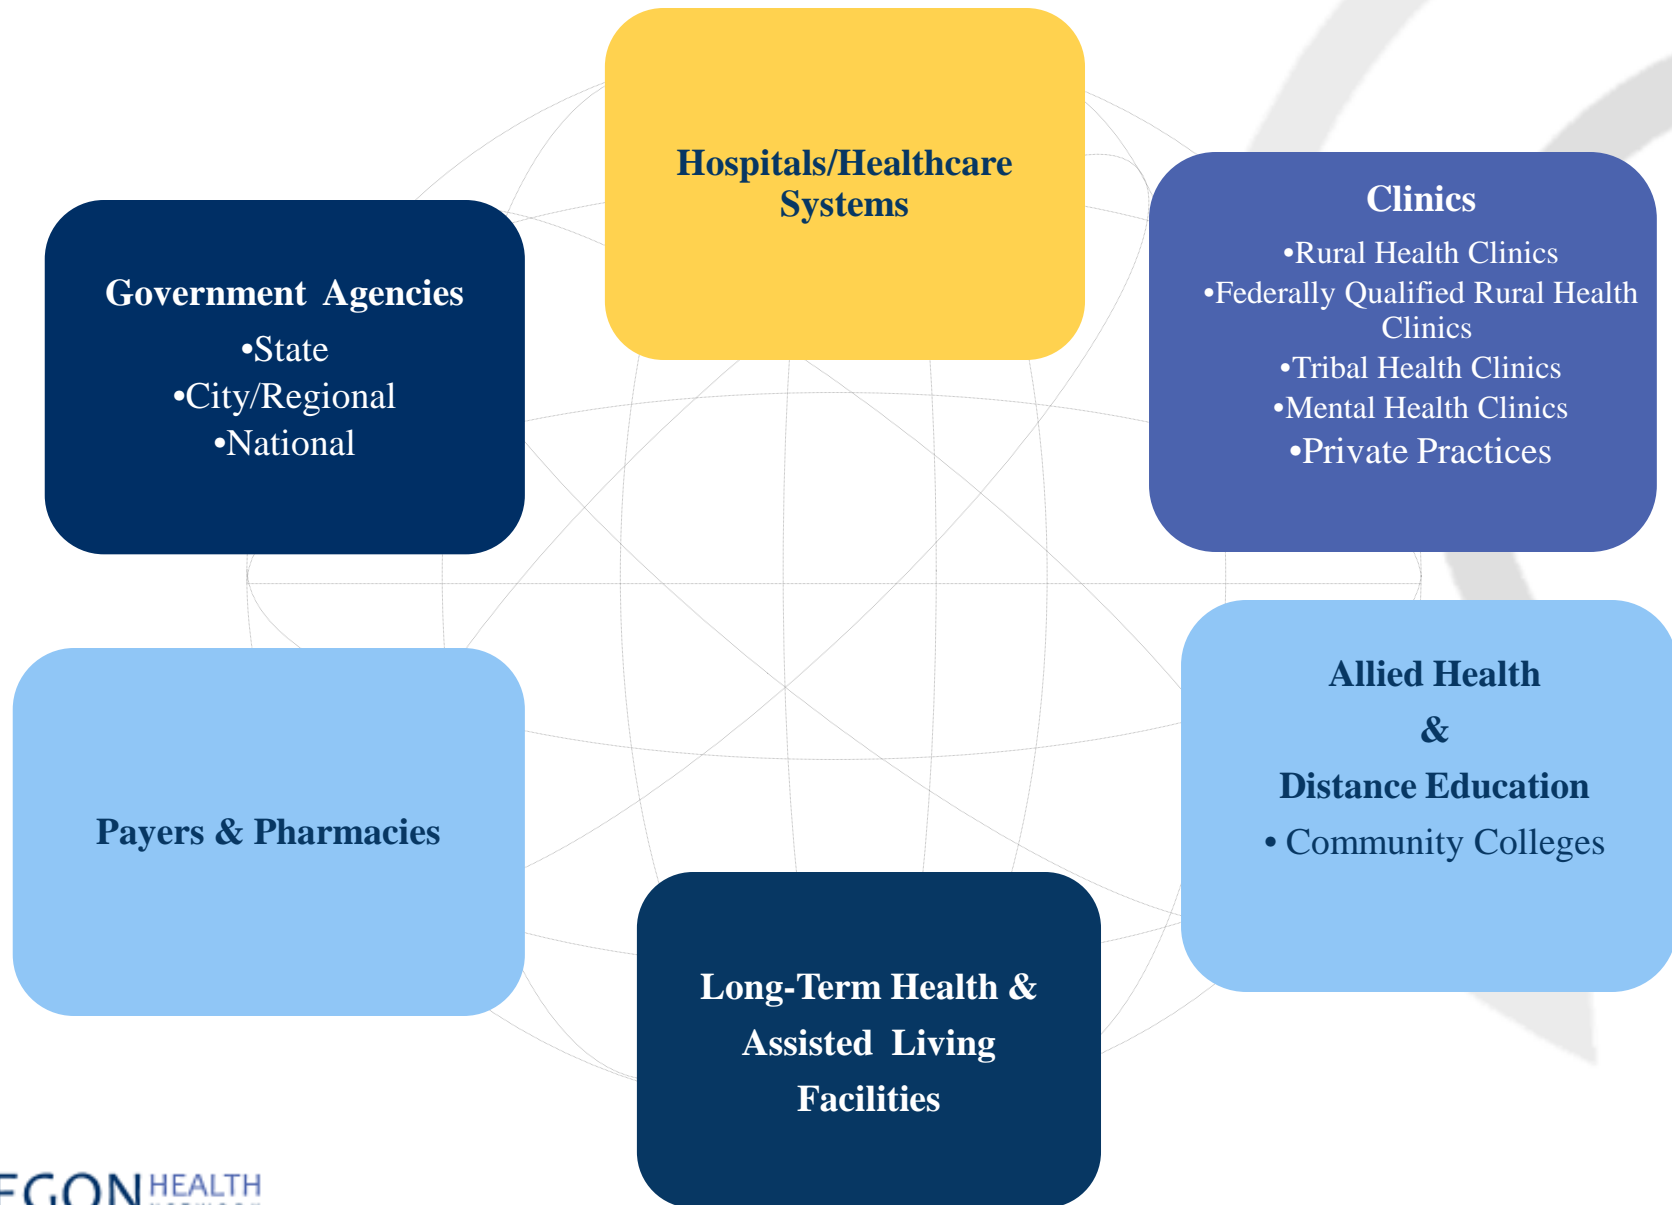 Hospitals/Healthcare
Systems
Government Agencies
•State
•City/Regional
•National
Clinics
•Rural Health Clinics
•Federally Qualified Rural Health
Clinics
•Tribal Health Clinics
•Mental Health Clinics
•Private Practices
Payers & Pharmacies
Allied Health
&
Distance Education
• Community Colleges
Long-Term Health &
Assisted Living
Facilities
EGON HEALTH